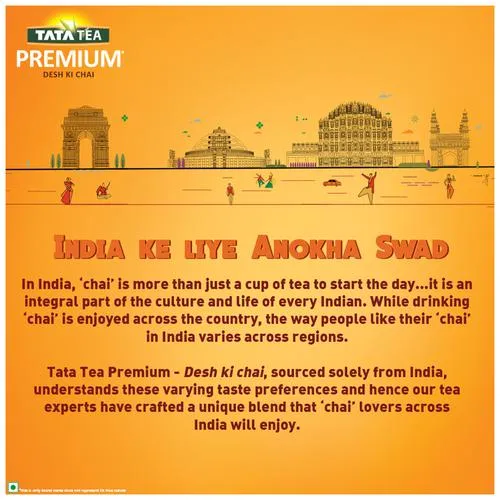 TATA TEA
PREMIUM
DESH KI CHAI
INDIA KE LIYE ANOKHA SWAD
In India, ‘chai’ is more than just a cup of tea to start the day...it is an
integral part of the culture and life of every Indian. While drinking
‘chai’ is enjoyed across the country, the way people like their ‘chai’
in India varies across regions.
Tata Tea Premium - Desh ki chai, sourced solely from India,
understands these varying taste preferences and hence our tea
experts have crafted a unique blend that ‘chai’ lovers across
India will enjoy.